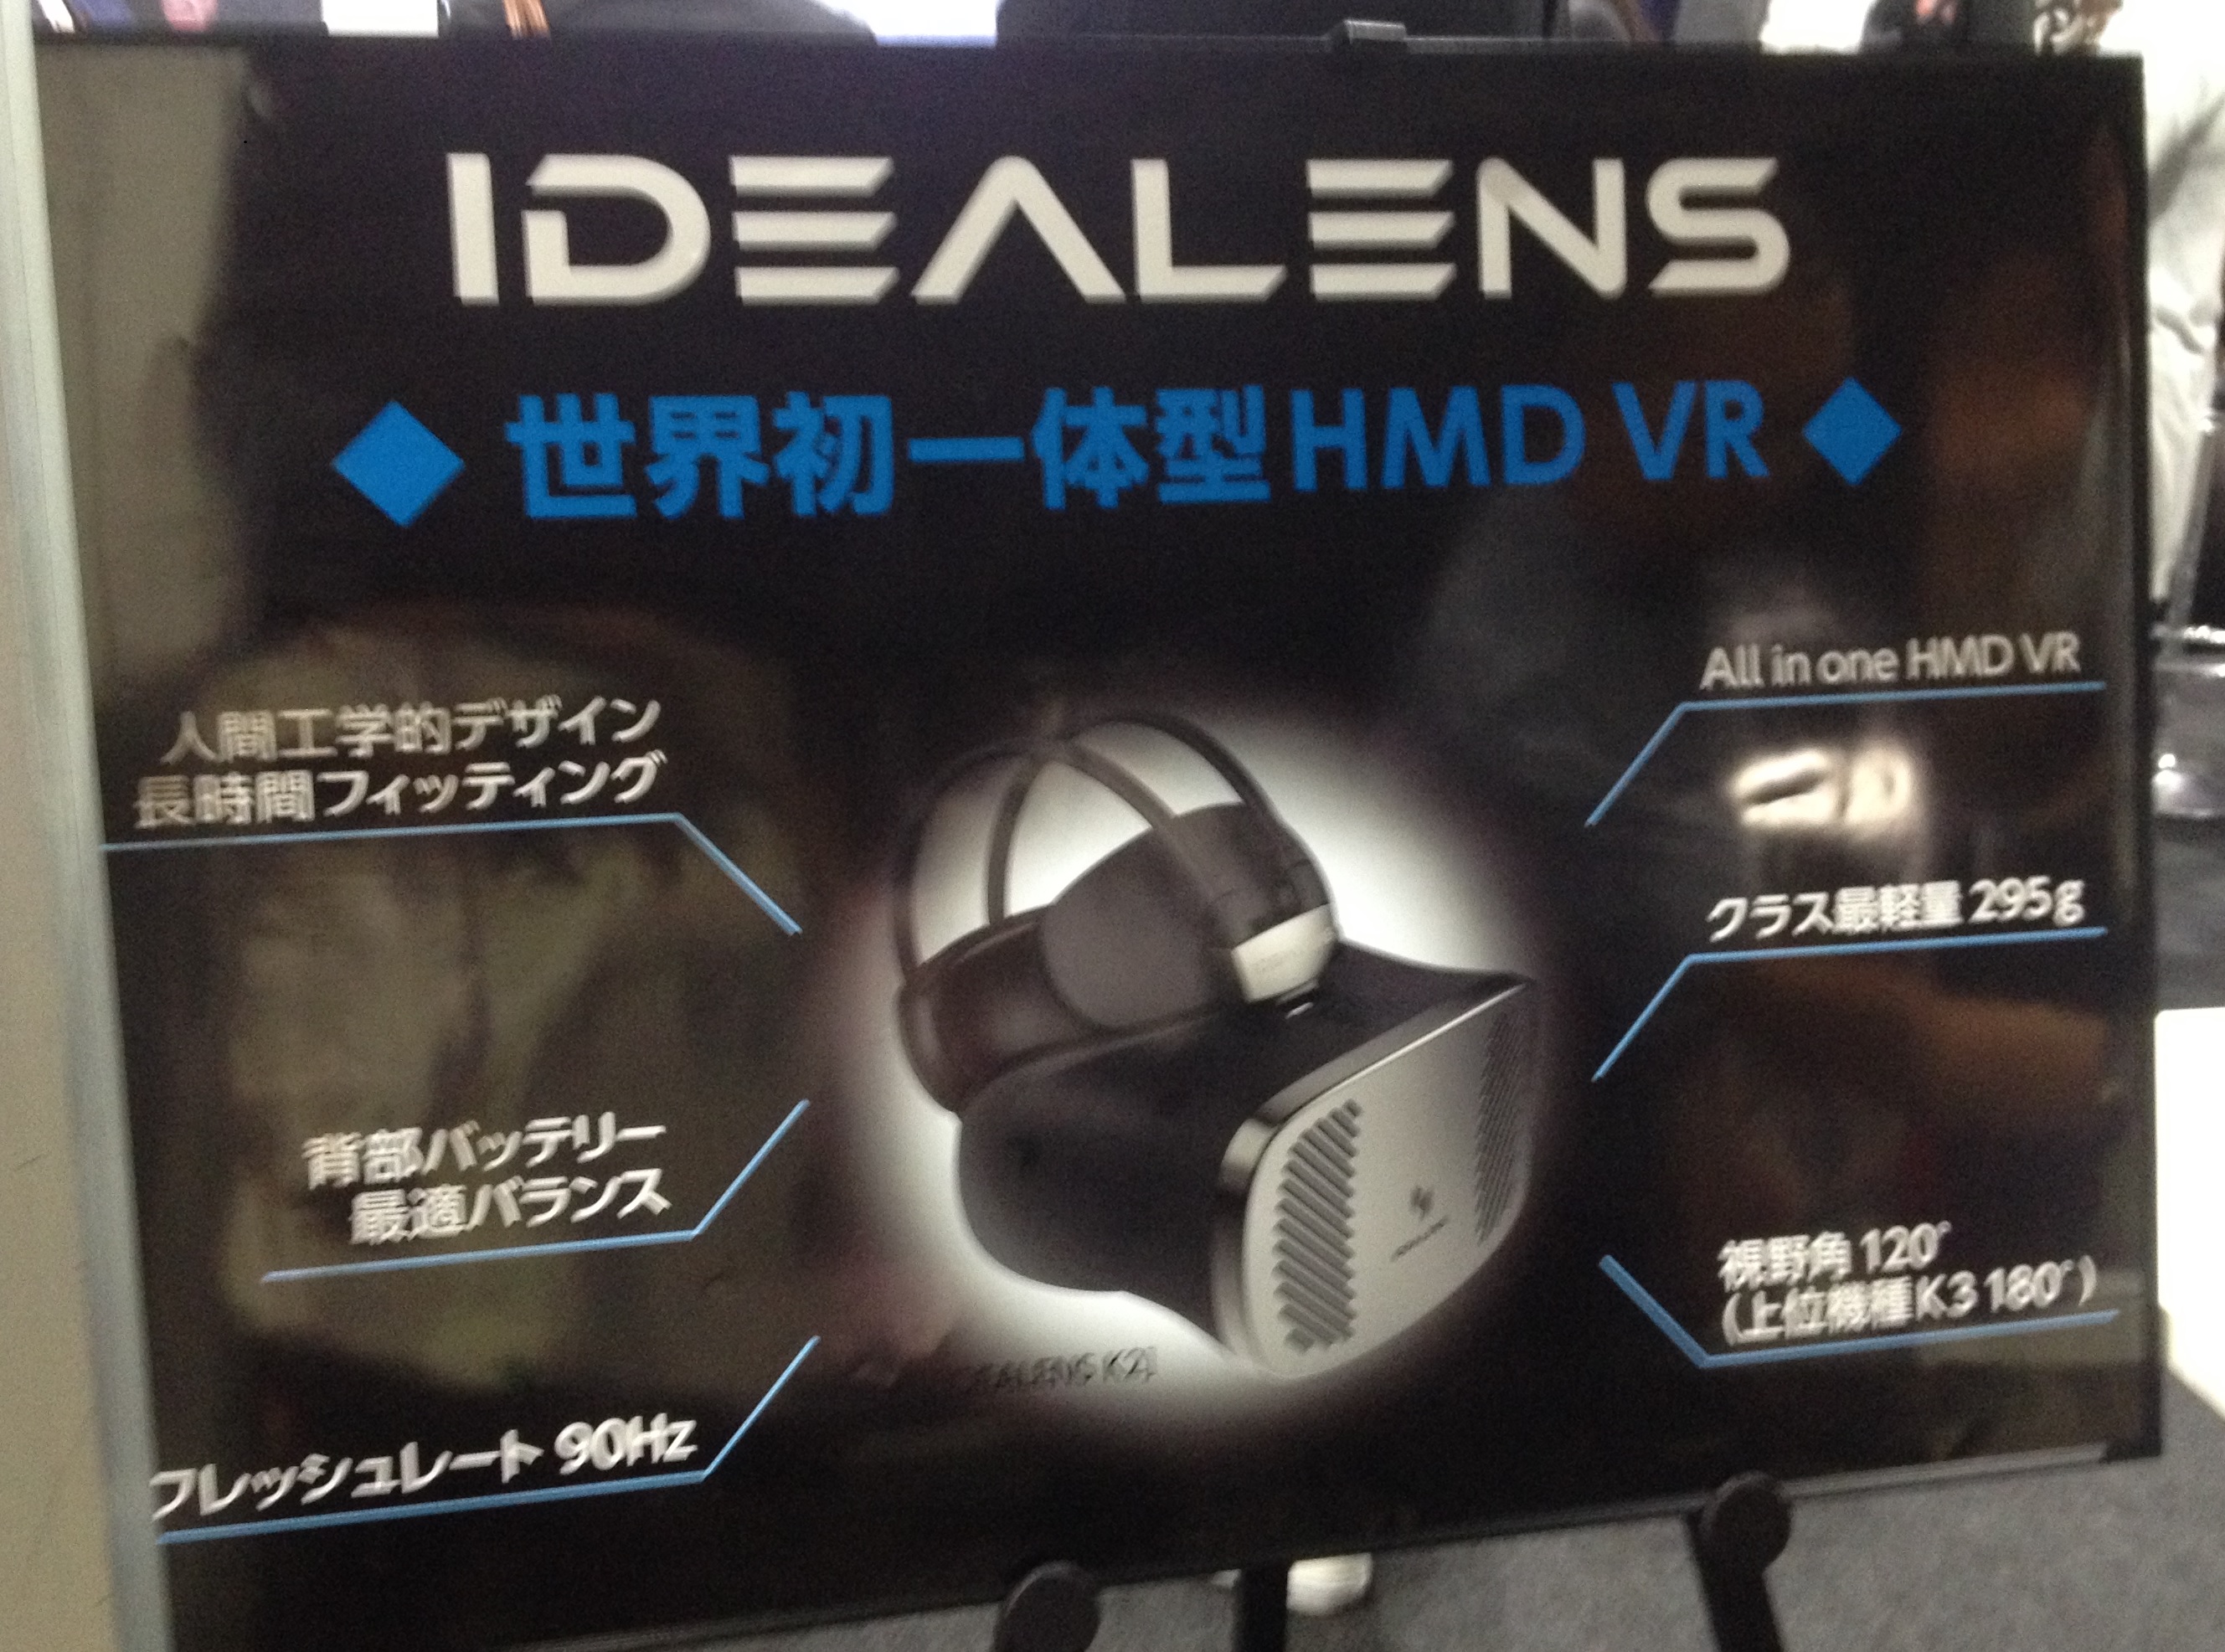 IDEALENS
◆ 世界初一体型HMD VR ◆
人間工学的デザイン
長時間フィッティング
背部バッテリー
最適バランス
フレッシュレート 90Hz
All in one HMD VR
クラス最軽量 295g
視野角 120°
(上位機種K3 180°)
IDEALENS K2